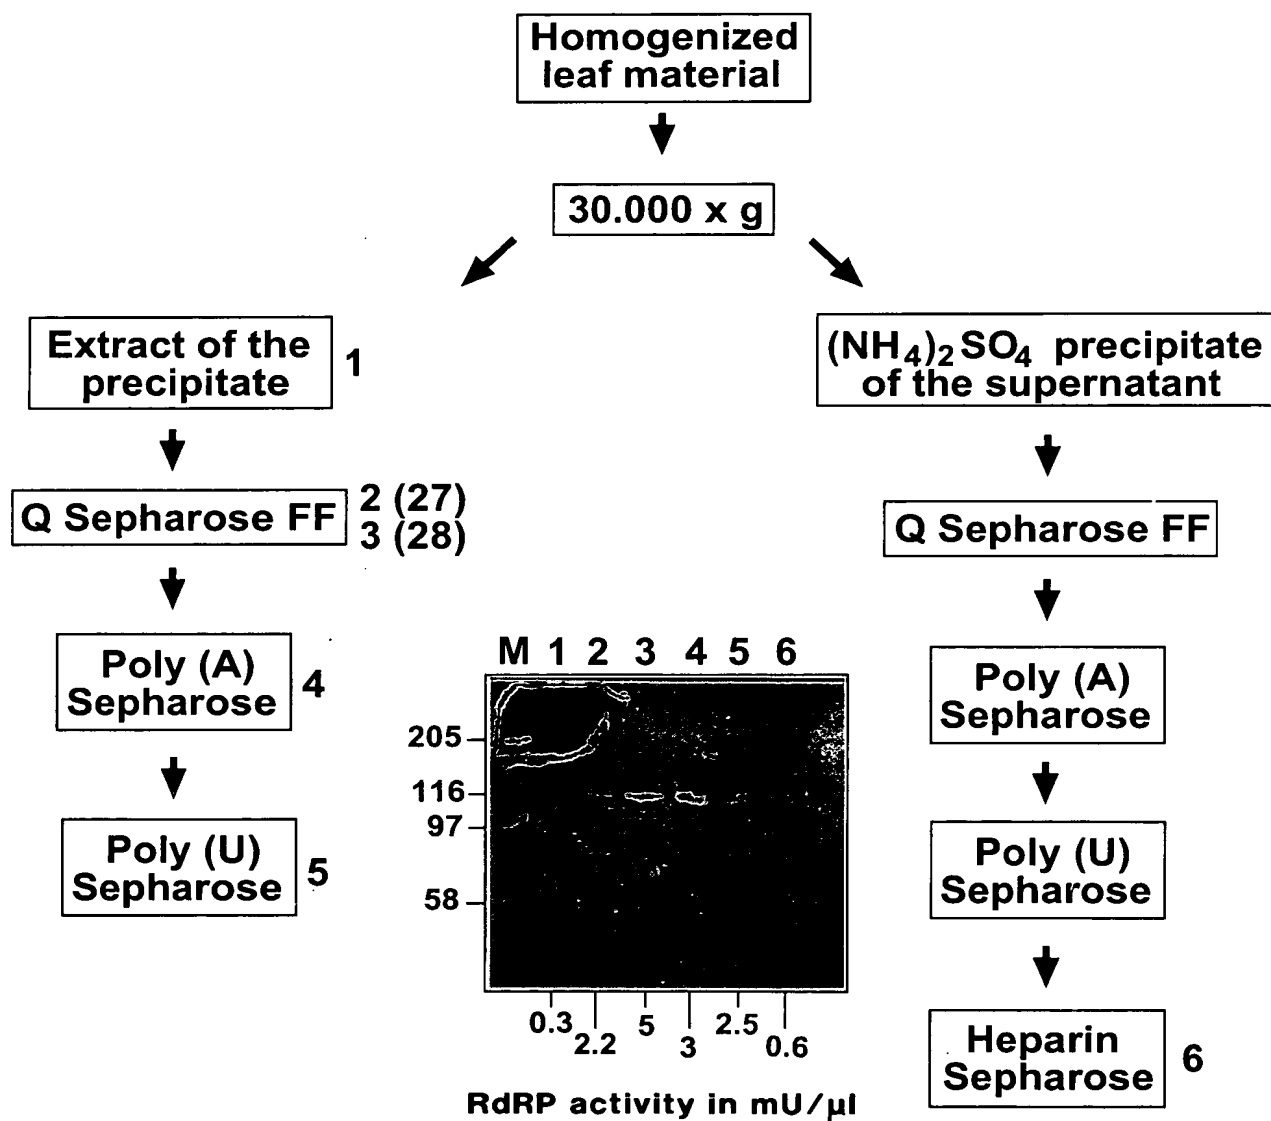 Homogenized
leaf material
30.000 x g
Extract of the
precipitate
1
(NH₄)₂SO₄ precipitate
of the supernatant
Q Sepharose FF
2 (27)
3 (28)
Q Sepharose FF
Poly (A)
Sepharose
4
Poly (A)
Sepharose
Poly (U)
Sepharose
5
Poly (U)
Sepharose
Heparin
Sepharose
6
M 1 2 3 4 5 6
205
116
97
58
0.3 2.2 5 3 2.5 0.6
RdRP activity in mU/µl